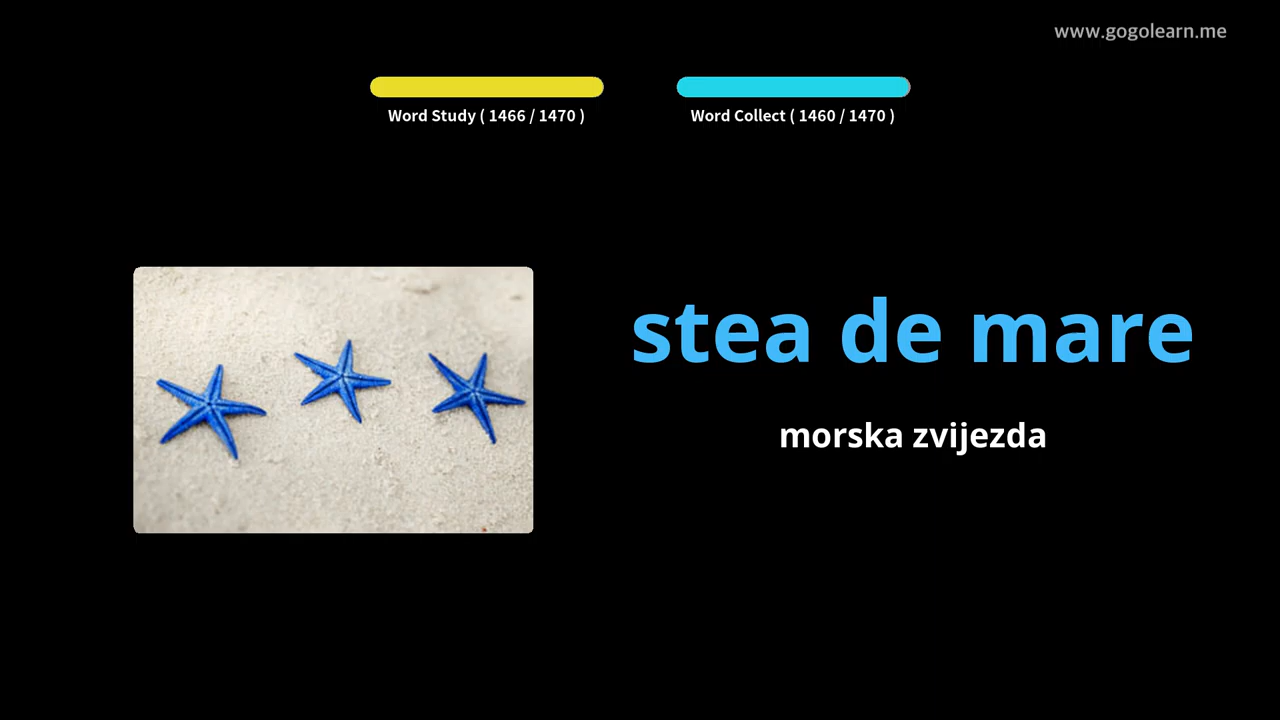 www.gogolearn.me
Word Study ( 1466 / 1470 )
Word Collect ( 1460 / 1470 )
stea de mare
morska zvijezda